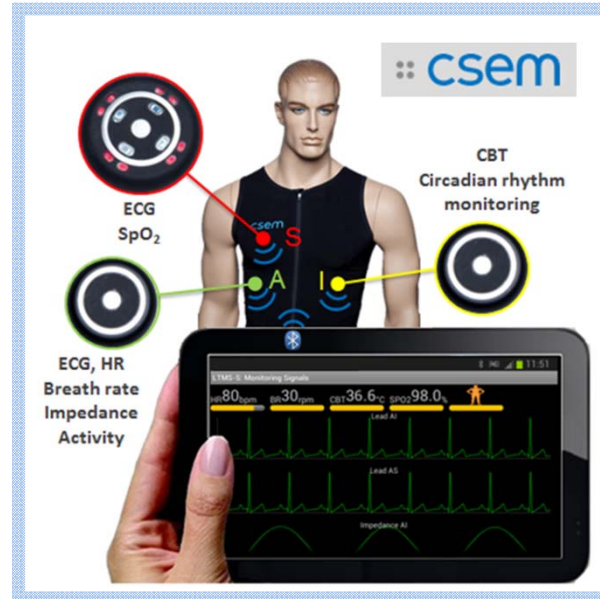 csem
CBT
Circadian rhythm
monitoring
ECG
SpO₂
csem
S
A
I
ECG, HR
Breath rate
Impedance
Activity
11:51
LTMS-S: Monitoring Signals
HR80bpm BR30rpm CBT36.6°C SPO298.0%
Lead AI
Lead AS
Impedance AI